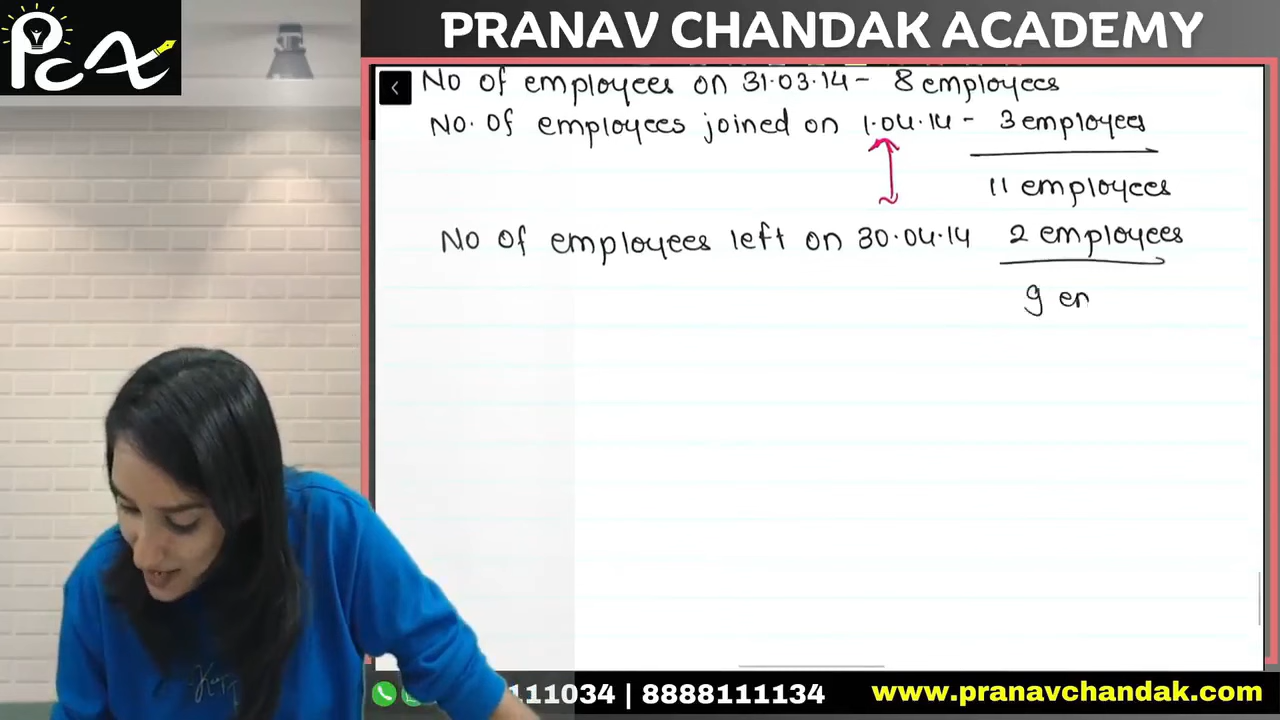 PCA
PRANAV CHANDAK ACADEMY
No of employees on 31.03.14 - 8 employees
No. of employees joined on 1.04.14 - 3 employees
11 employees
No of employees left on 30.04.14 2 employees
9 en
111034 | 8888111134
www.pranavchandak.com